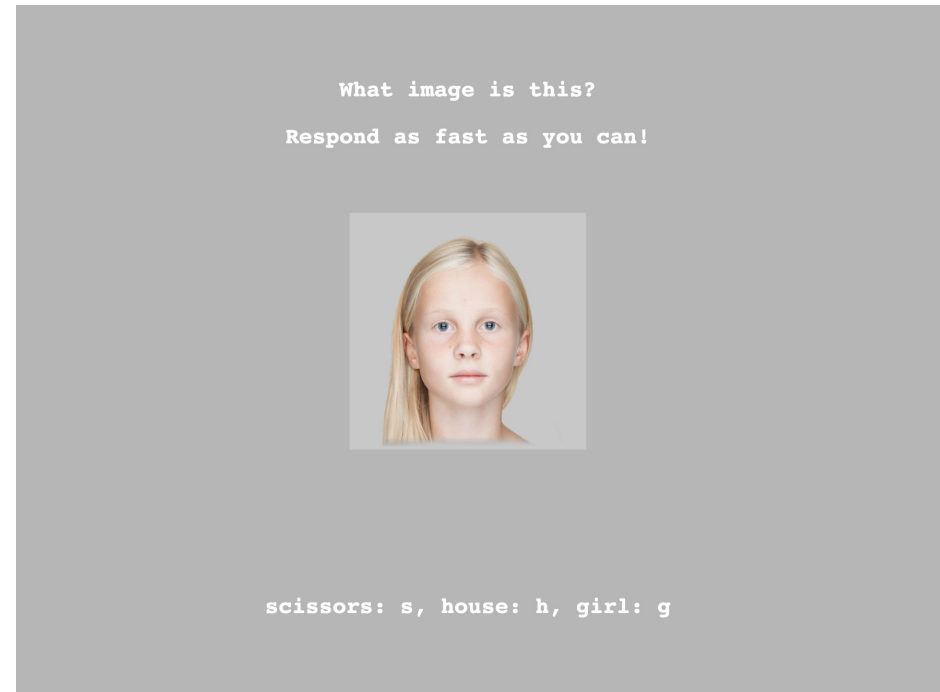 What image is this?
Respond as fast as you can!
scissors: s, house: h, girl: g